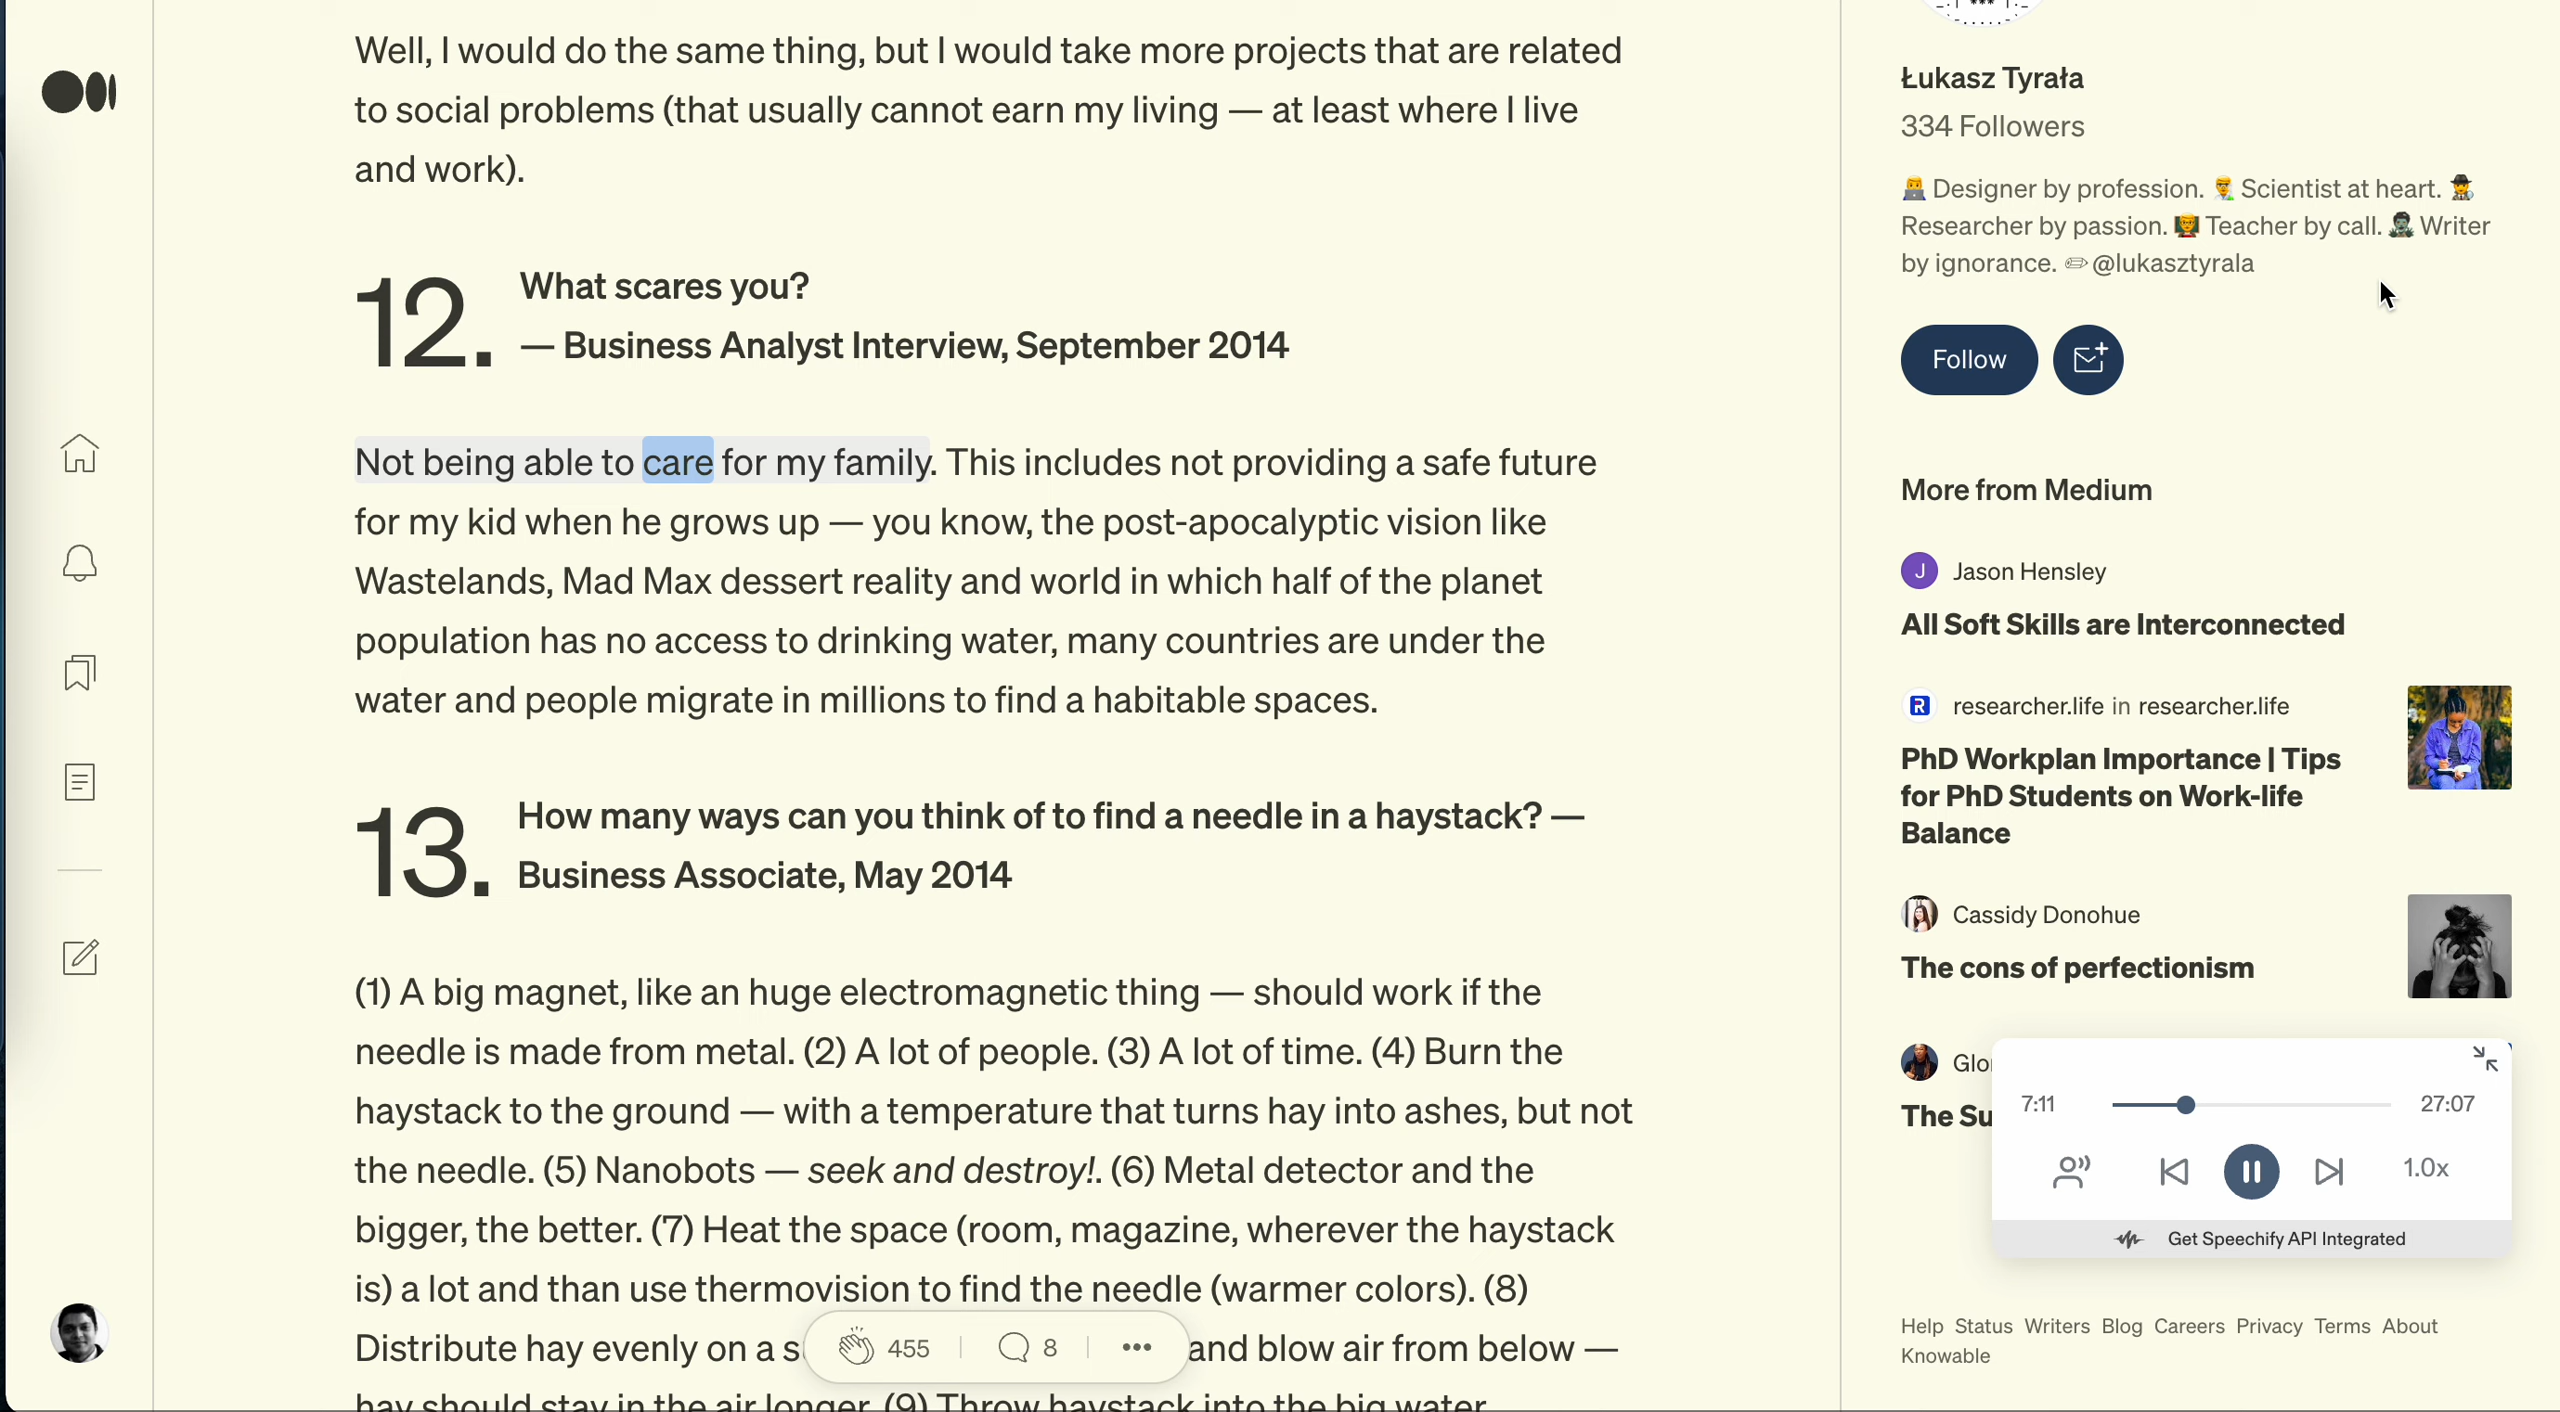 Well, I would do the same thing, but I would take more projects that are related
to social problems (that usually cannot earn my living — at least where I live
and work).
12.
What scares you?
— Business Analyst Interview, September 2014
Not being able to care for my family. This includes not providing a safe future
for my kid when he grows up — you know, the post-apocalyptic vision like
Wastelands, Mad Max dessert reality and world in which half of the planet
population has no access to drinking water, many countries are under the
water and people migrate in millions to find a habitable spaces.
13.
How many ways can you think of to find a needle in a haystack? —
Business Associate, May 2014
(1) A big magnet, like an huge electromagnetic thing — should work if the
needle is made from metal. (2) A lot of people. (3) A lot of time. (4) Burn the
haystack to the ground — with a temperature that turns hay into ashes, but not
the needle. (5) Nanobots — seek and destroy!. (6) Metal detector and the
bigger, the better. (7) Heat the space (room, magazine, wherever the haystack
is) a lot and than use thermovision to find the needle (warmer colors). (8)
Distribute hay evenly on a s and blow air from below —
hay should stay in the air longer. (9) Throw haystack into the big water
455
8
Łukasz Tyrała
334 Followers
Designer by profession. Scientist at heart.
Researcher by passion. Teacher by call. Writer
by ignorance. ✏ @lukasztyrala
Follow
More from Medium
J Jason Hensley
All Soft Skills are Interconnected
R researcher.life in researcher.life
PhD Workplan Importance | Tips
for PhD Students on Work-life
Balance
Cassidy Donohue
The cons of perfectionism
Glo
The Su
7:11
27:07
1.0x
Get Speechify API Integrated
Help Status Writers Blog Careers Privacy Terms About
Knowable